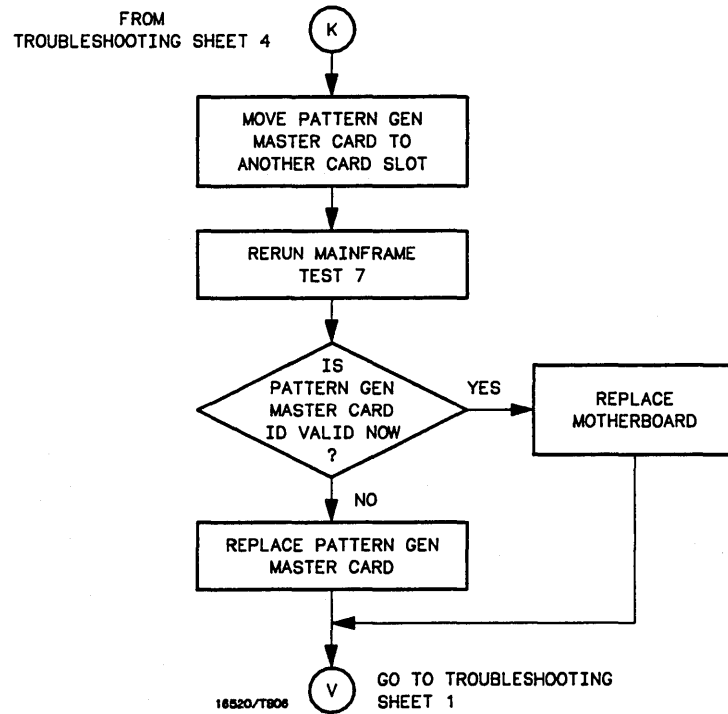 FROM
TROUBLESHOOTING SHEET 4
K
MOVE PATTERN GEN
MASTER CARD TO
ANOTHER CARD SLOT
RERUN MAINFRAME
TEST 7
IS
PATTERN GEN
MASTER CARD
ID VALID NOW
?
YES
REPLACE
MOTHERBOARD
NO
REPLACE PATTERN GEN
MASTER CARD
V
GO TO TROUBLESHOOTING
SHEET 1
16520/T806